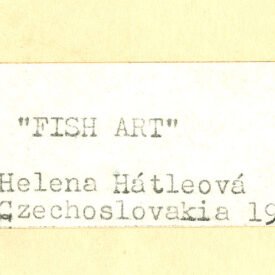 "FISH ART"
Helena Hátleová
Czechoslovakia 19